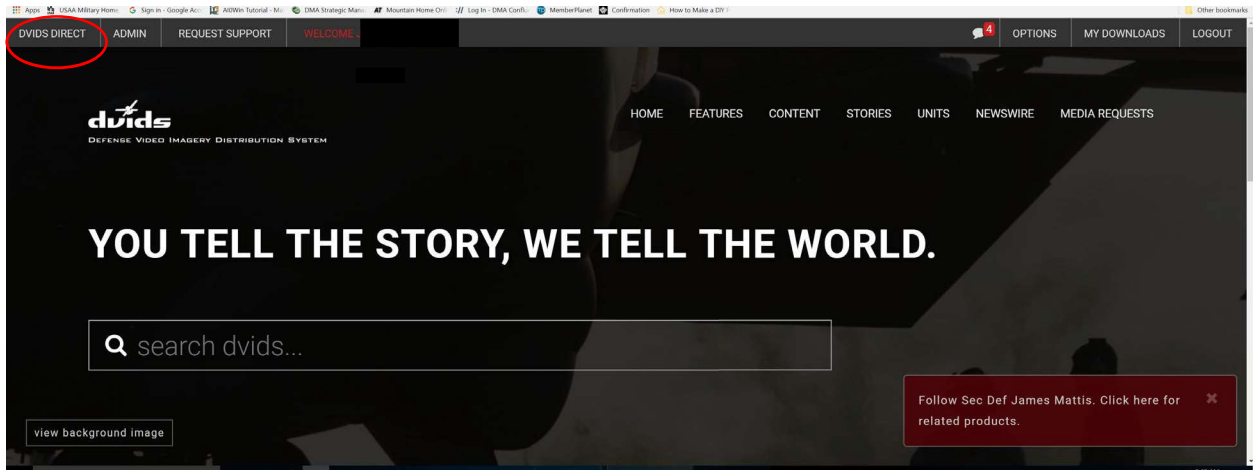 Apps USAA Military Home, G Sign in - Google Acc AI0Win Tutorial - Ma DMA Strategic Mana AT Mountain Home Onli :// Log In - DMA Conflu MemberPlanet Confirmation How to Make a DIY Other bookmarks
DVIDS DIRECT ADMIN REQUEST SUPPORT WELCOME 4 OPTIONS MY DOWNLOADS LOGOUT
dvids HOME FEATURES CONTENT STORIES UNITS NEWSWIRE MEDIA REQUESTS
DEFENSE VIDEO IMAGERY DISTRIBUTION SYSTEM
YOU TELL THE STORY, WE TELL THE WORLD.
search dvids...
Follow Sec Def James Mattis. Click here for
related products.
view background image